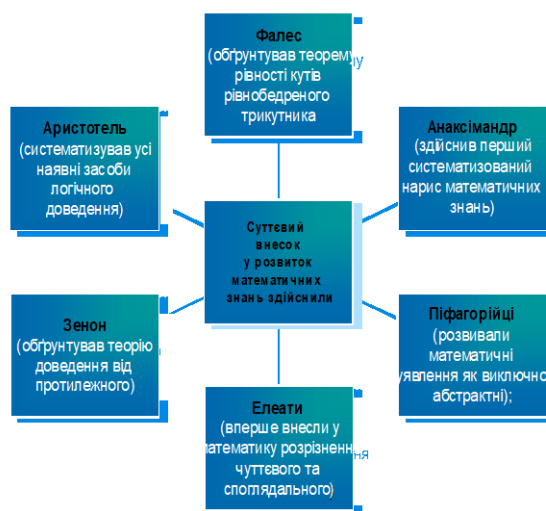 Фалес
(обґрунтував теорему
рівності кутів
рівнобедреного
трикутника
Аристотель
(систематизував усі
наявні засоби
логічного
доведення)
Анаксімандр
(здійснив перший
систематизований
нарис математичних
знань)
Суттєвий
внесок
у розвиток
математичних
знань здійснили
Зенон
(обґрунтував теорію
доведення від
протилежного)
Піфагорійці
(розвивали
математичні
уявлення як виключно
абстрактні);
Елеати
(вперше внесли у
математику розрізнення
чуттєвого та
споглядального)